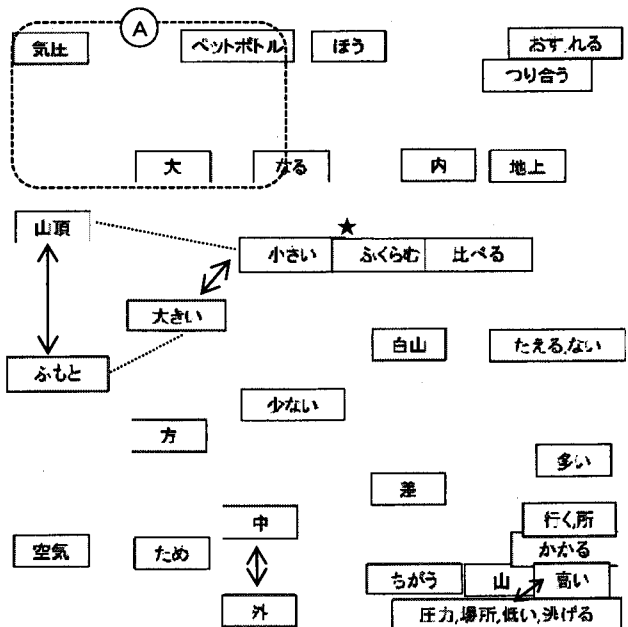 A
気圧
ペットボトル
ほう
おす,れる
つり合う
大
なる
内
地上
山頂
★
小さい
ふくらむ
比べる
大きい
白山
たえる,ない
ふもと
少ない
方
多い
差
行く,所
中
かかる
空気
ため
ちがう
山
高い
外
圧力,場所,低い,逃げる